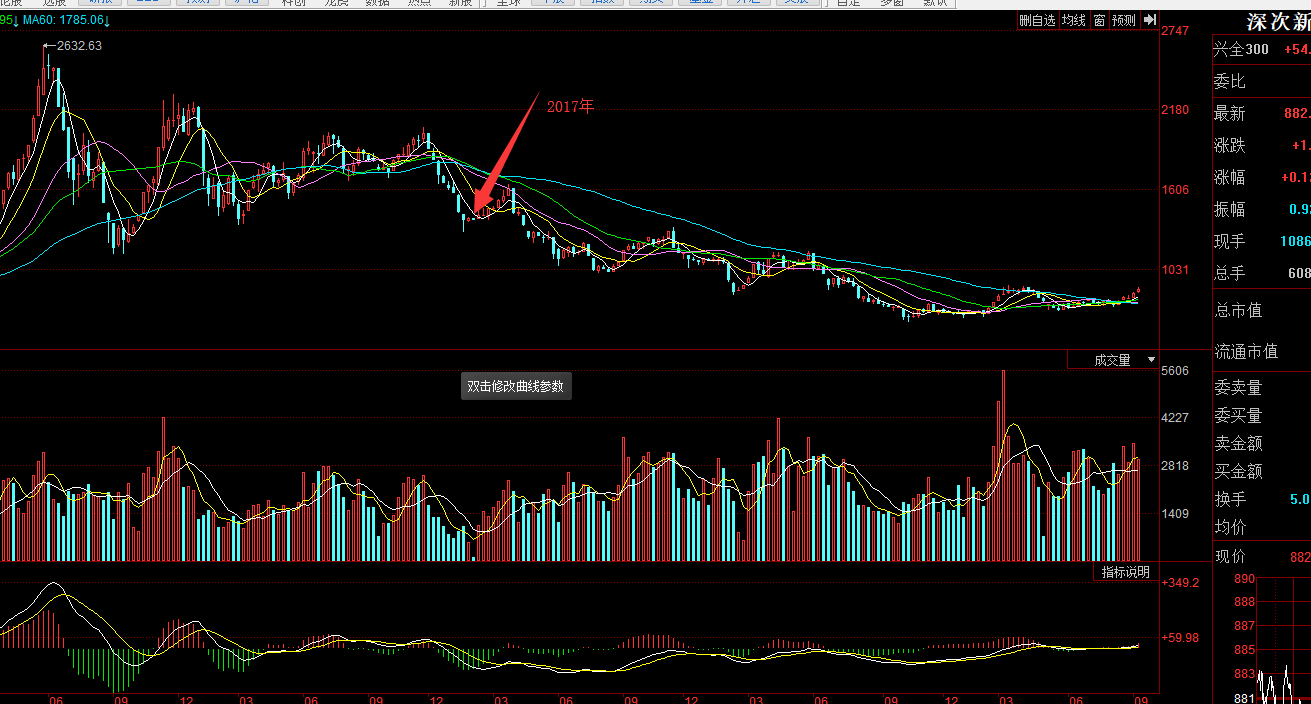 95↓ MA60: 1785.06↓
删自选 均线 窗 预测
深次新
2632.63
2017年
2747
2180
1606
1031
兴全300 +54.
委比
最新 882.
涨跌 +1.
涨幅 +0.1
振幅 0.9
现手 1086
总手 608
总市值
流通市值
成交量
双击修改曲线参数
5606
4227
2818
1409
委卖量
委买量
卖金额
买金额
换手 5.0
均价
现价 882
指标说明
+349.2
+59.98
890
888
887
885
883
881
06 09 12 03 06 09 12 03 06 09 12 03 06 09 12 03 06 09